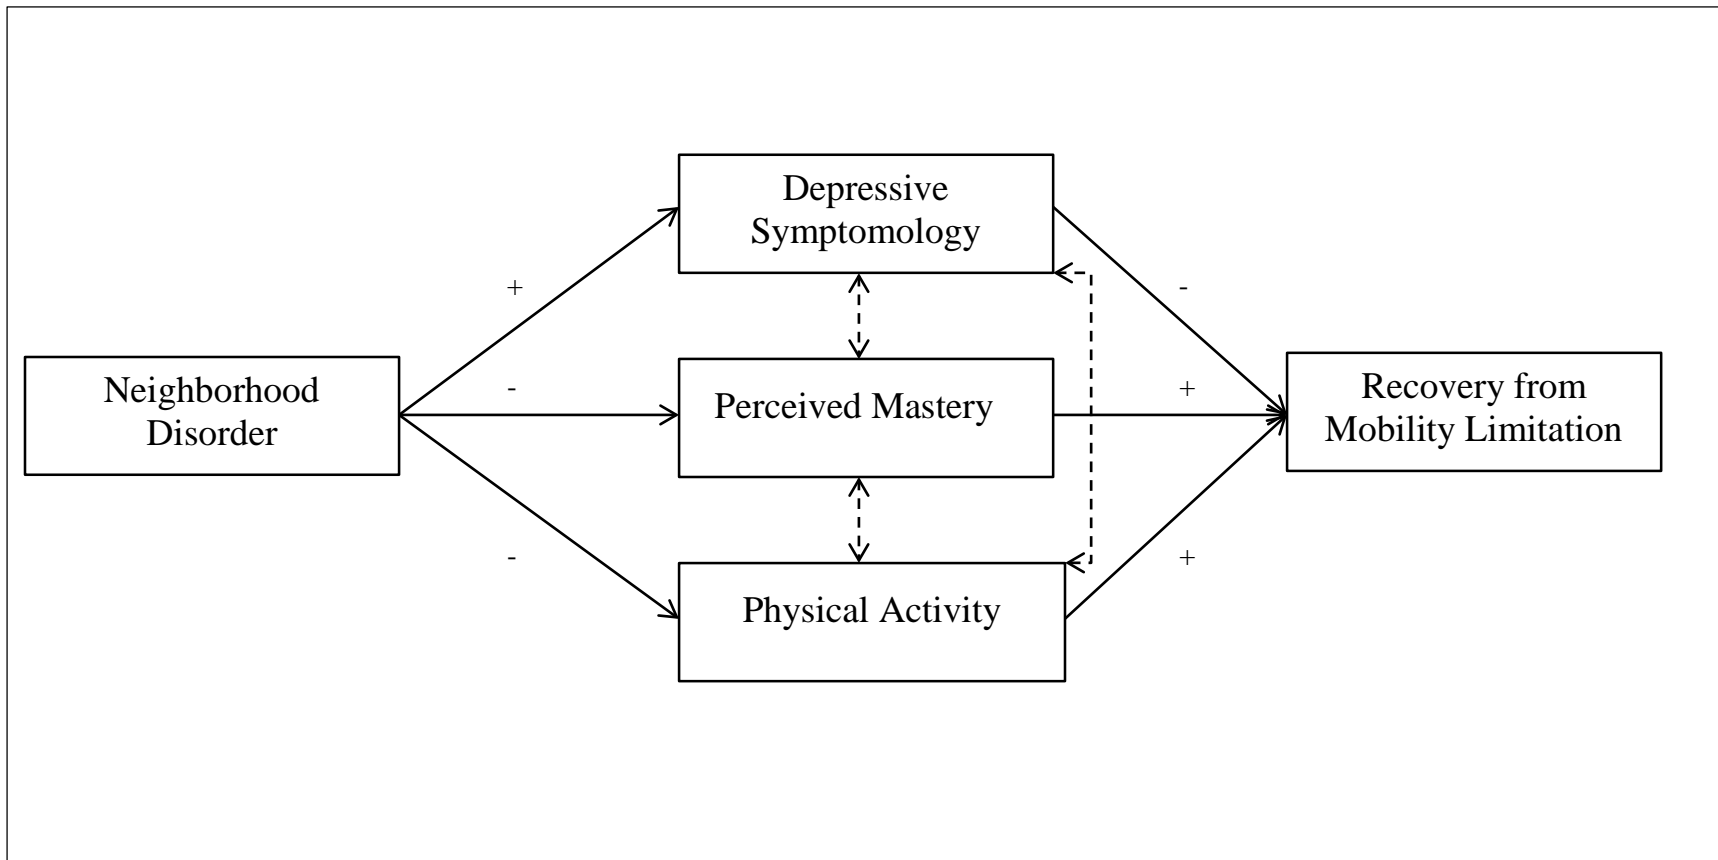 Depressive
Symptomology
+
-
Neighborhood
Disorder
-
Perceived Mastery
+
Recovery from
Mobility Limitation
-
Physical Activity
+